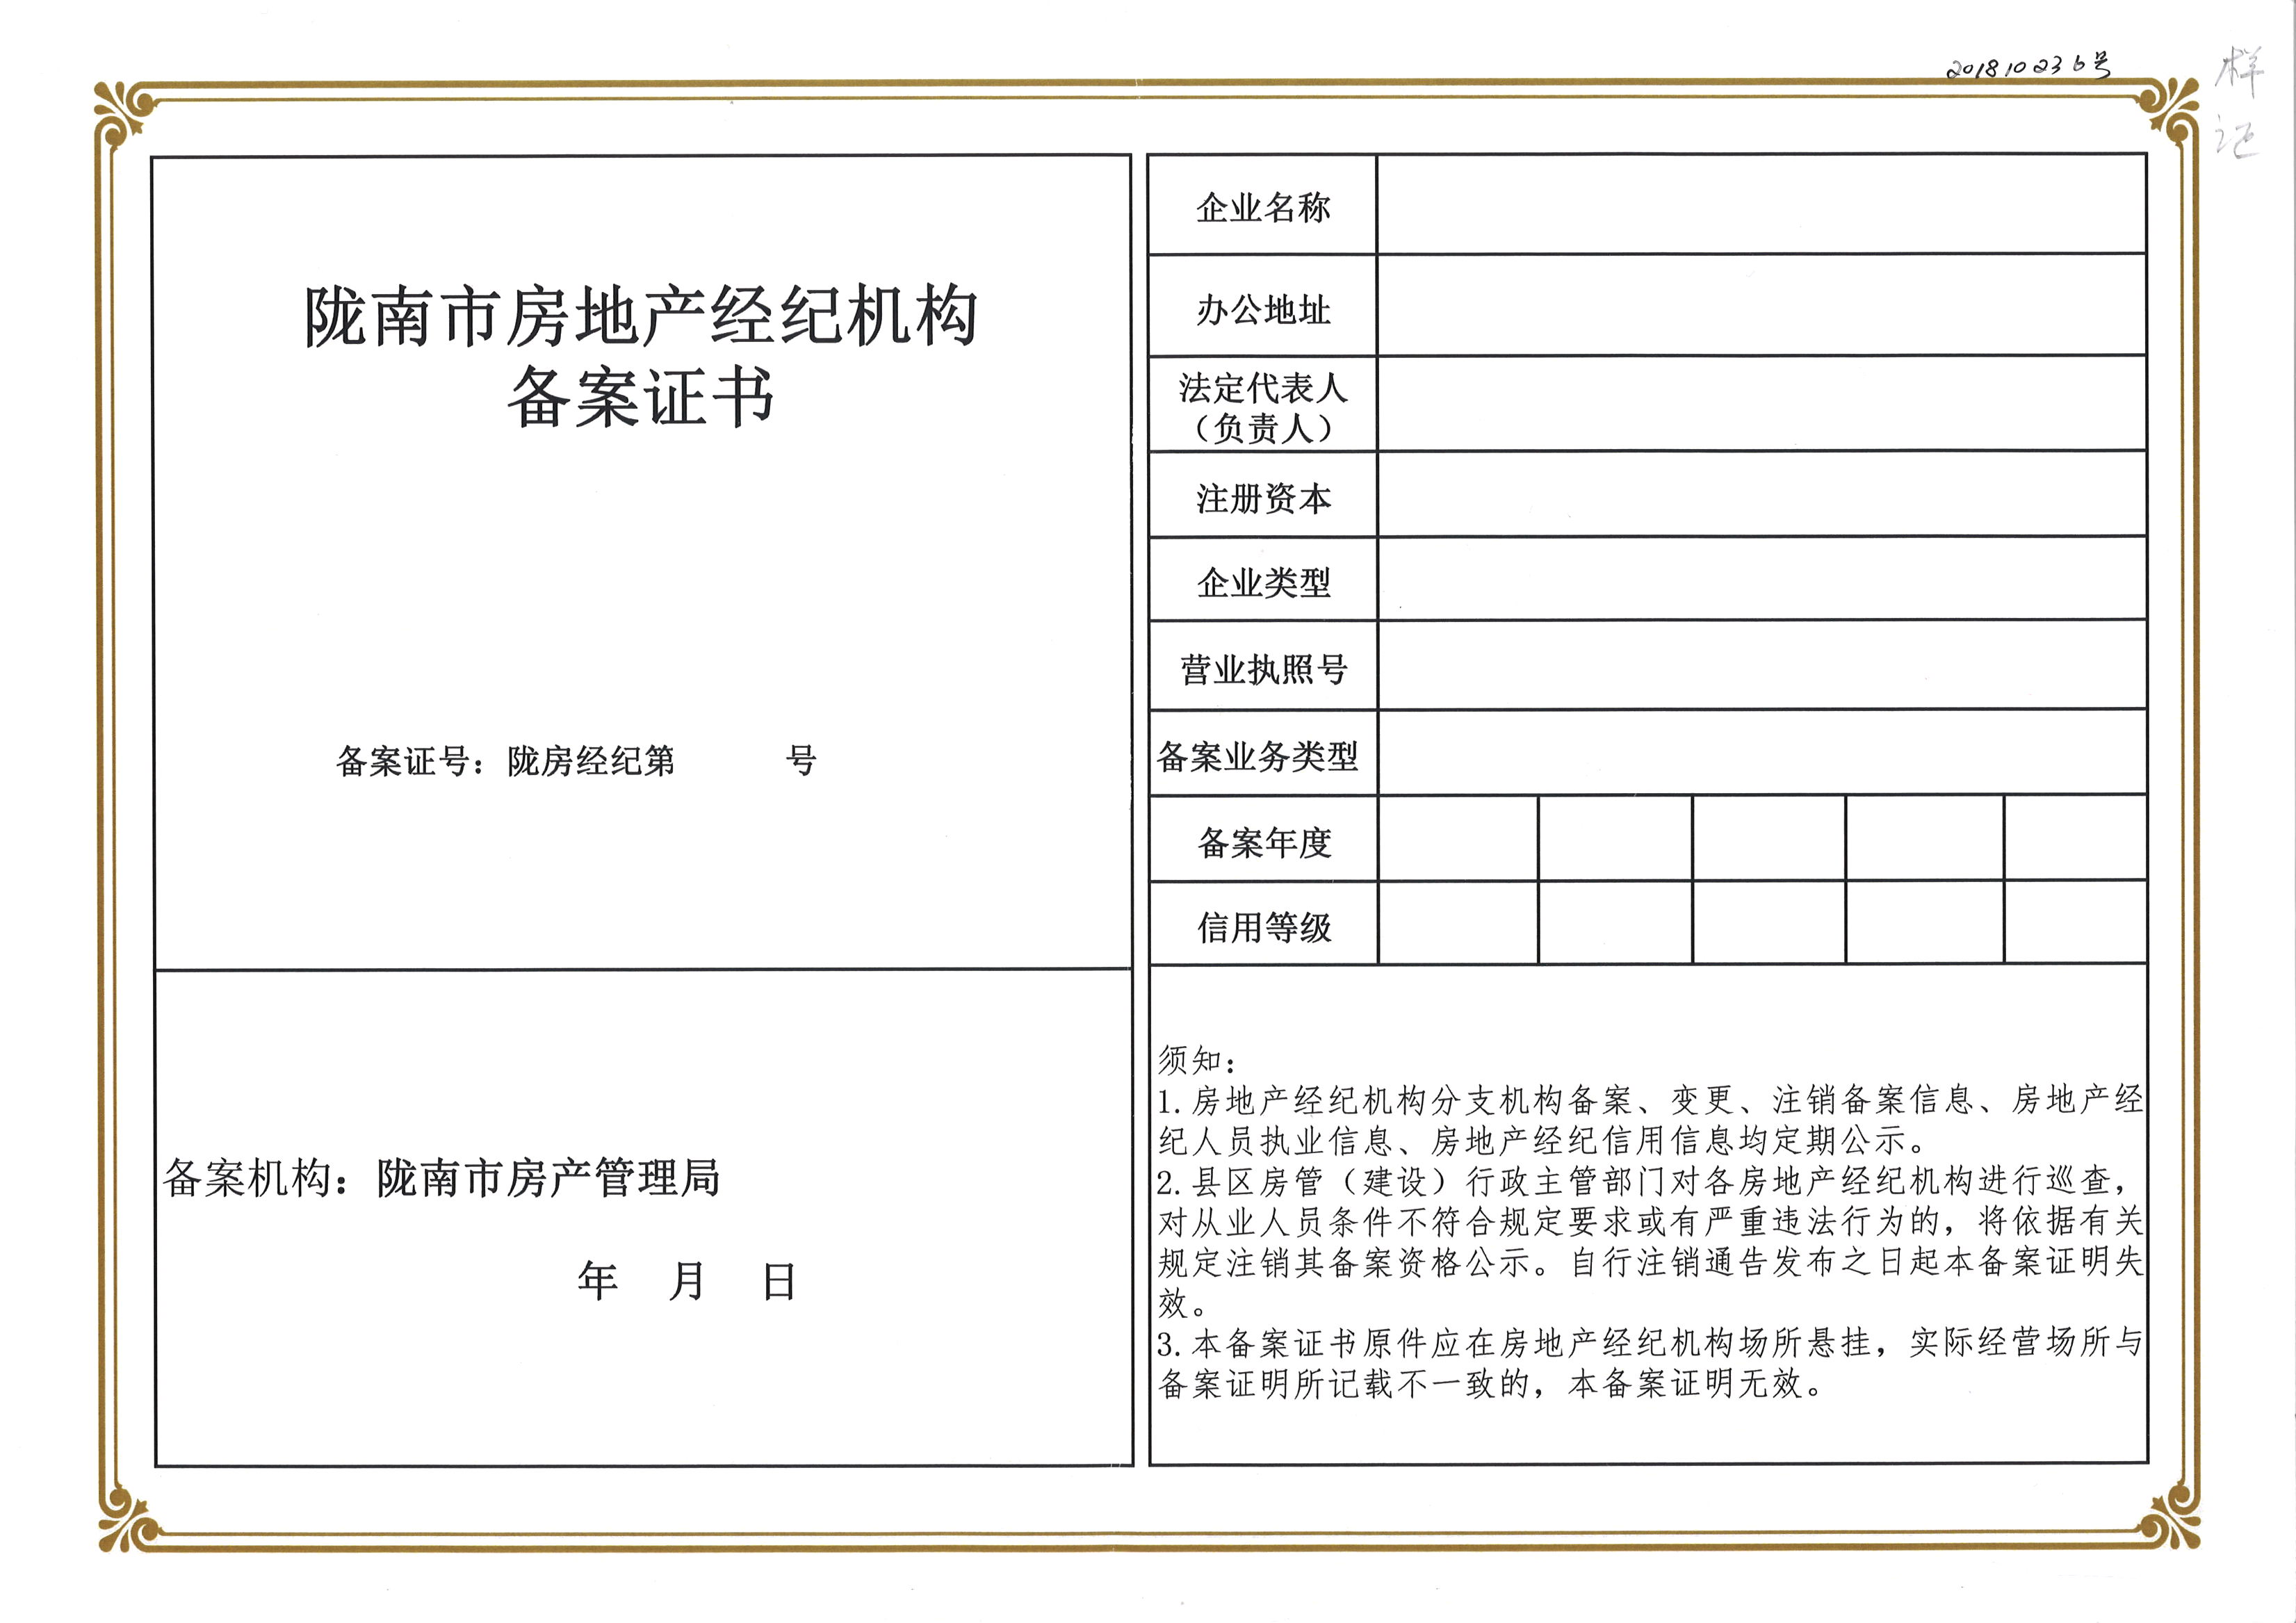 201810236号
样
证
陇南市房地产经纪机构
备案证书
备案证号：陇房经纪第 号
备案机构：陇南市房产管理局
年 月 日
企业名称
办公地址
法定代表人
（负责人）
注册资本
企业类型
营业执照号
备案业务类型
备案年度
信用等级
须知：
1.房地产经纪机构分支机构备案、变更、注销备案信息、房地产经
纪人员执业信息、房地产经纪信用信息均定期公示。
2.县区房管（建设）行政主管部门对各房地产经纪机构进行巡查，
对从业人员条件不符合规定要求或有严重违法行为的，将依据有关
规定注销其备案资格公示。自行注销通告发布之日起本备案证明失
效。
3.本备案证书原件应在房地产经纪机构场所悬挂，实际经营场所与
备案证明所记载不一致的，本备案证明无效。